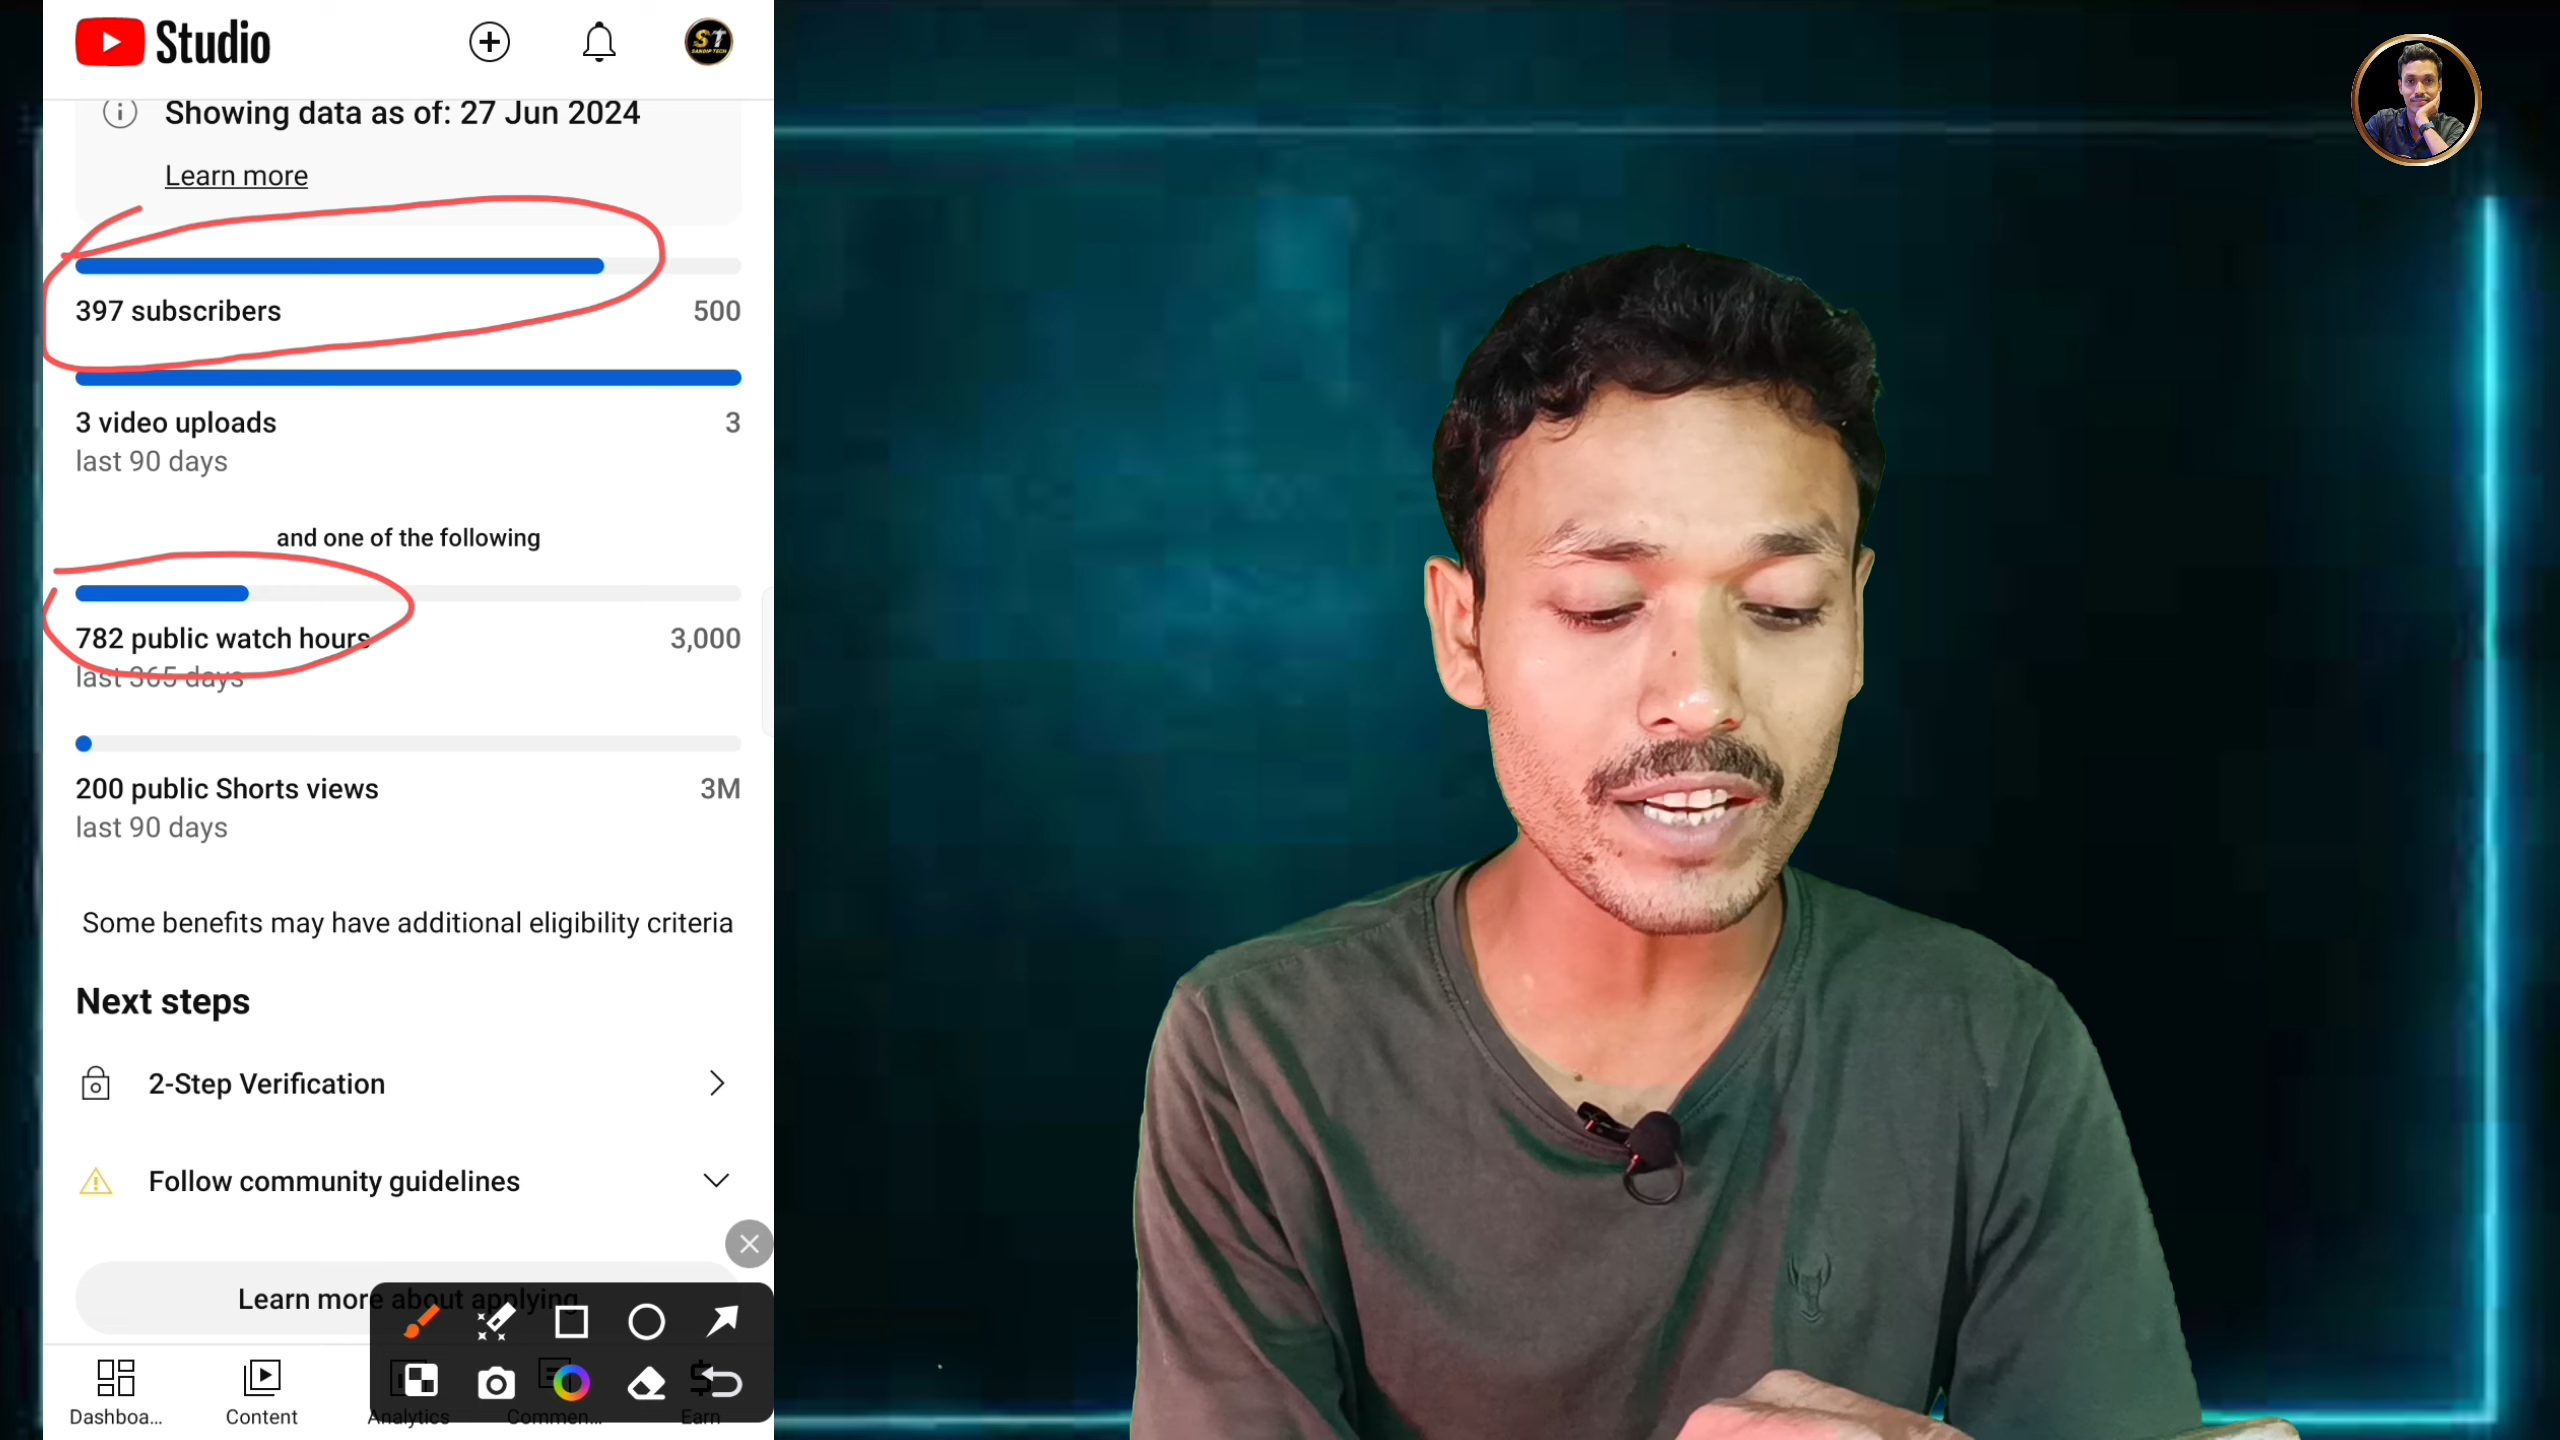 Studio
ST
SANDIP TECH
Showing data as of: 27 Jun 2024
Learn more
397 subscribers 500
3 video uploads 3
last 90 days
and one of the following
782 public watch hours 3,000
last 365 days
200 public Shorts views 3M
last 90 days
Some benefits may have additional eligibility criteria
Next steps
2-Step Verification
Follow community guidelines
Learn more about applying
Dashboa... Content Analytics Commen... Earn